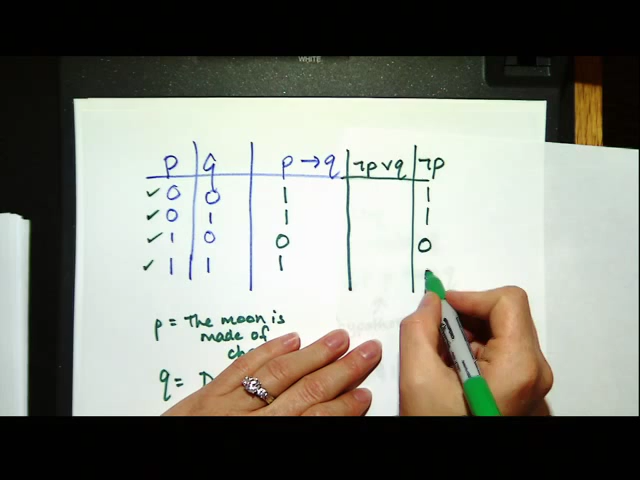 WHITE
p q p → q ¬p ∨ q ¬p
✓ 0 0 1 1
✓ 0 1 1 1
✓ 1 0 0 0
✓ 1 1 1
p = The moon is
made of
q =